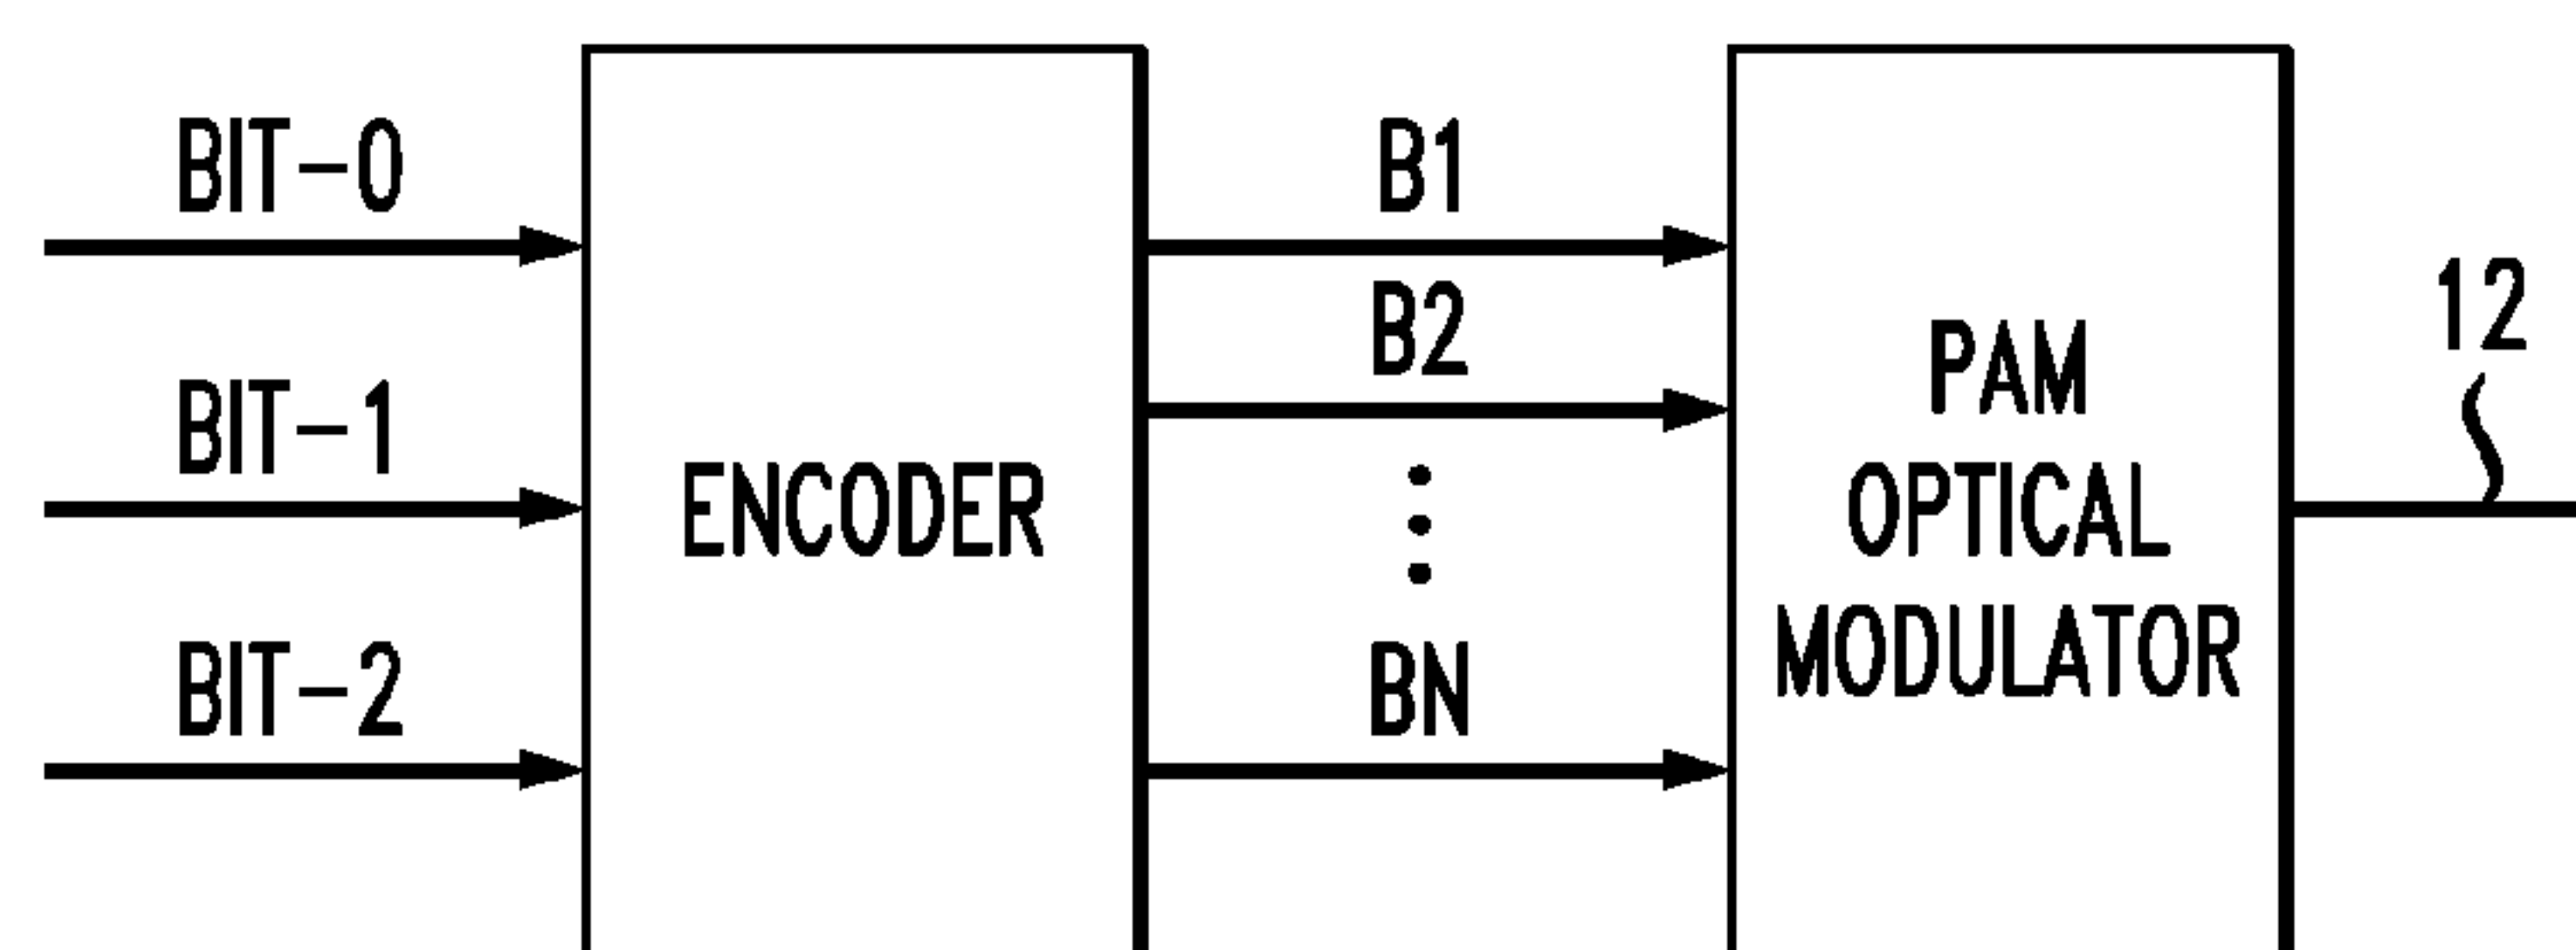 BIT-0
BIT-1
BIT-2
ENCODER
B1
B2
BN
PAM
OPTICAL
MODULATOR
12